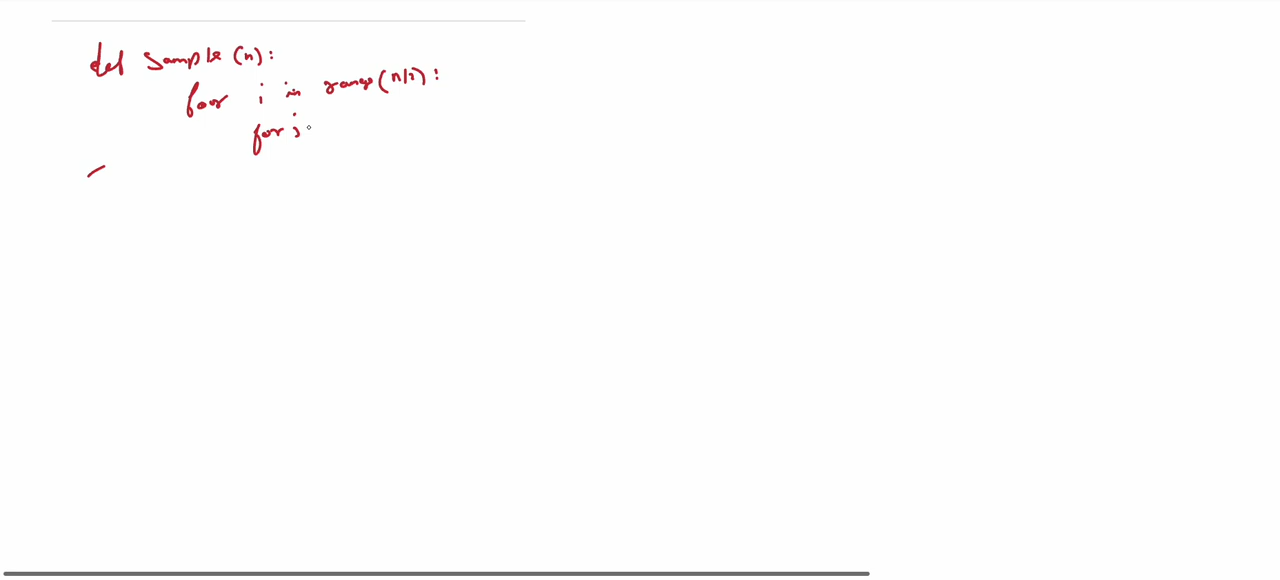 def sample (n):
for i in range(n/2):
for j